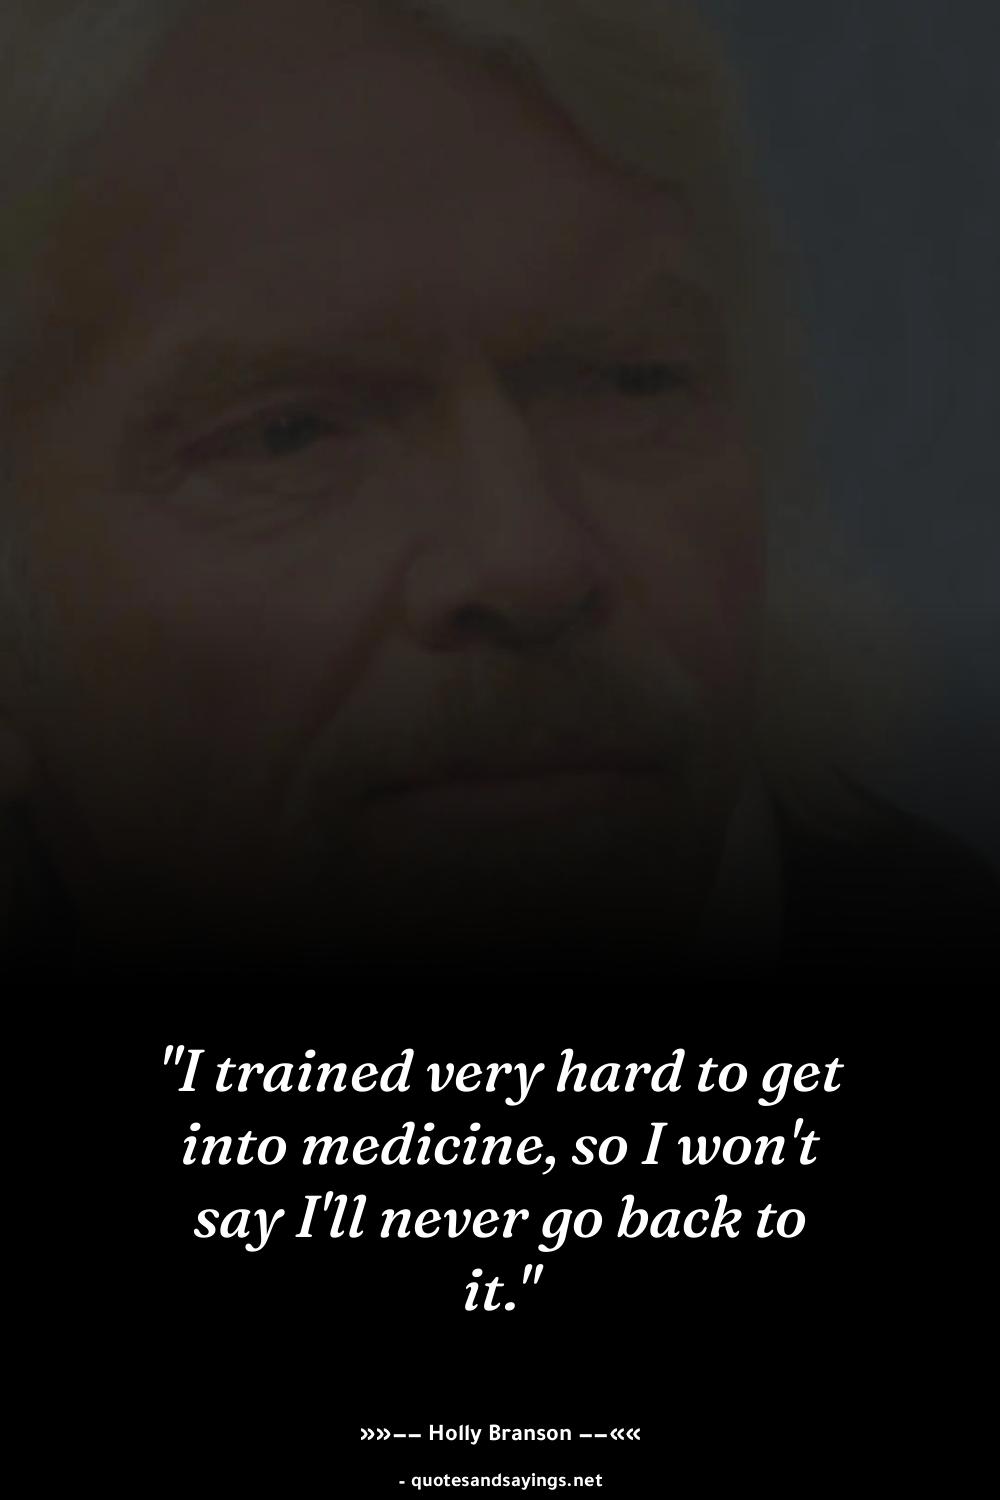 "I trained very hard to get
into medicine, so I won't
say I'll never go back to
it."
»»−− Holly Branson −−««
- quotesandsayings.net